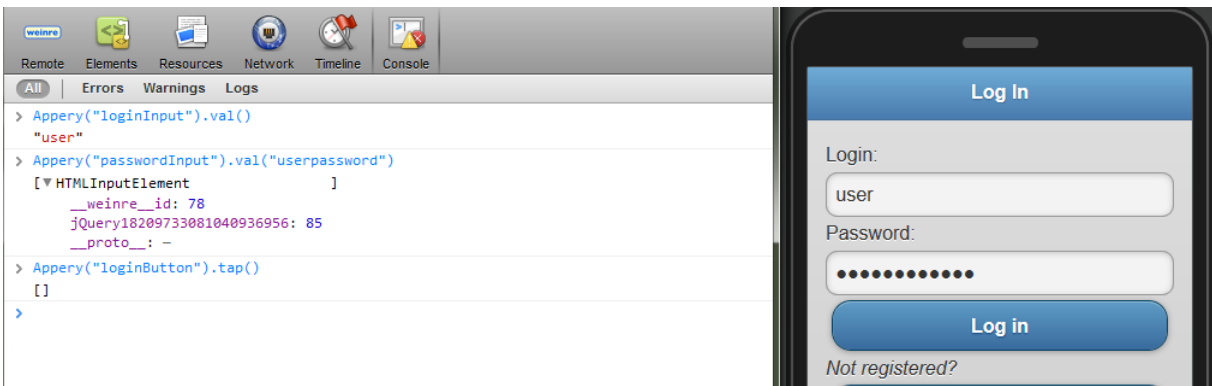 weinre
Remote Elements Resources Network Timeline Console
All Errors Warnings Logs
> Appery("loginInput").val()
"user"
> Appery("passwordInput").val("userpassword")
[▼HTMLInputElement ]
__weinre__id: 78
jQuery18209733081040936956: 85
__proto__: –
> Appery("loginButton").tap()
[]
>
Log In
Login:
user
Password:
●●●●●●●●●●●●
Log in
Not registered?